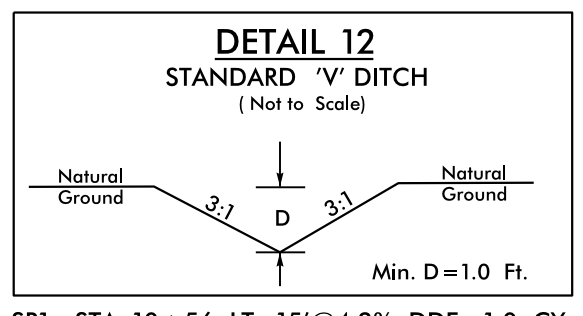 DETAIL 12
STANDARD 'V' DITCH
( Not to Scale)
Natural
Ground
3:1
D
3:1
Natural
Ground
Min. D=1.0 Ft.